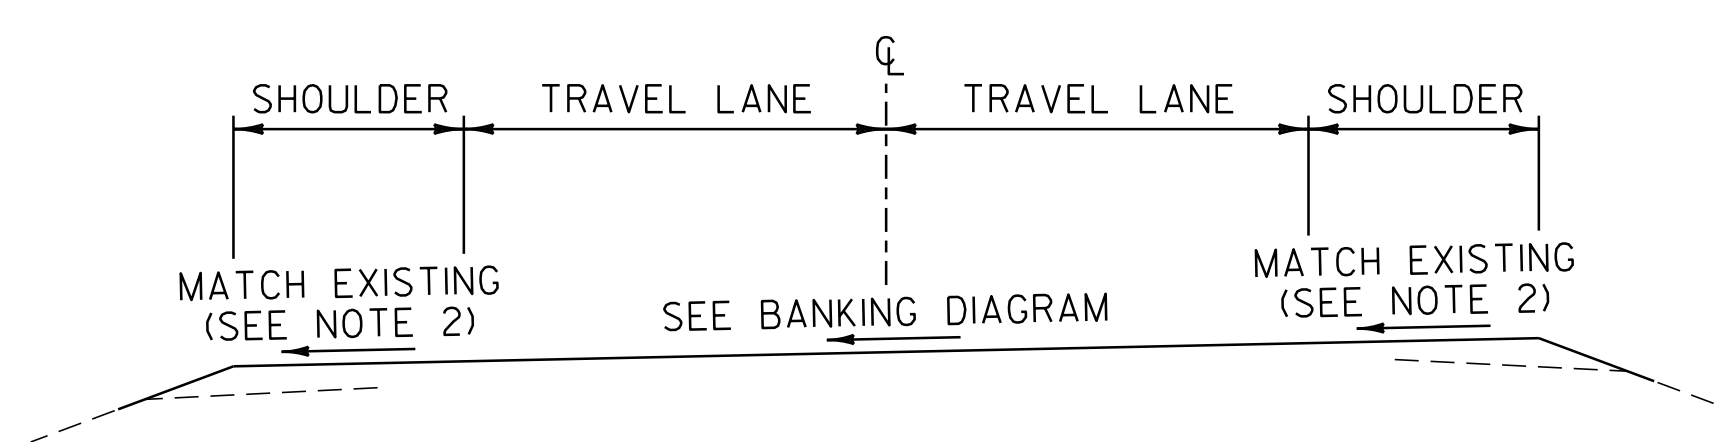 ℄
SHOULDER TRAVEL LANE TRAVEL LANE SHOULDER
MATCH EXISTING
(SEE NOTE 2)
SEE BANKING DIAGRAM
MATCH EXISTING
(SEE NOTE 2)